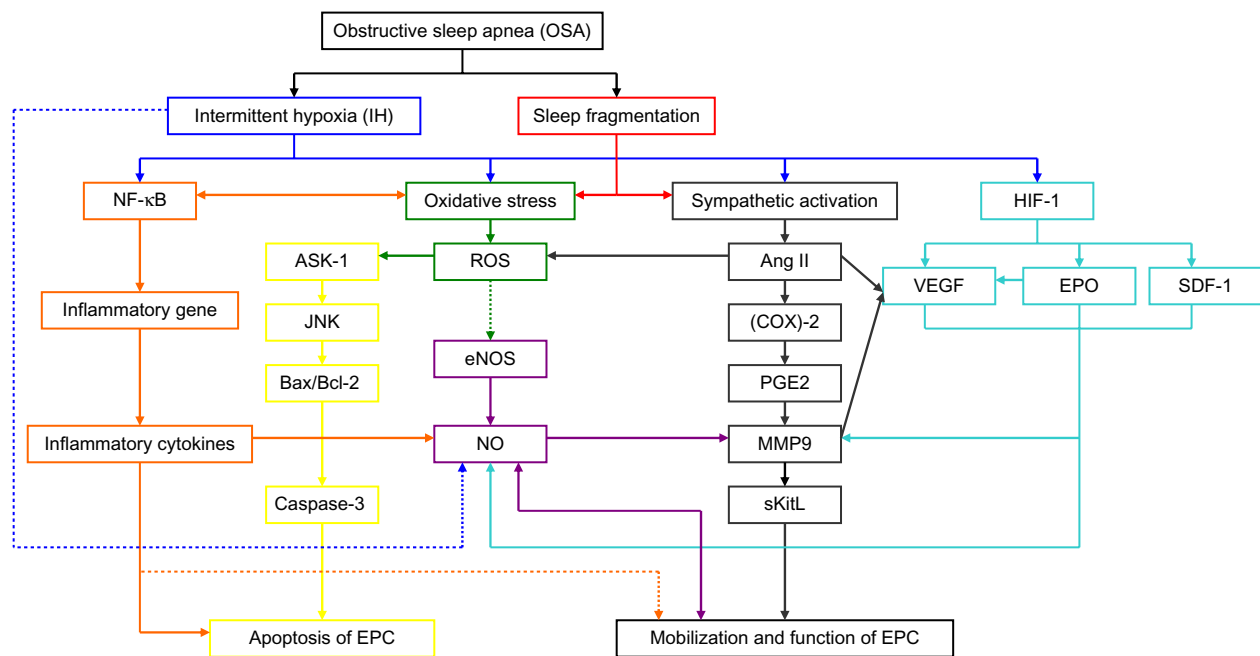 Obstructive sleep apnea (OSA)
Intermittent hypoxia (IH)
Sleep fragmentation
NF-κB
Oxidative stress
Sympathetic activation
HIF-1
ASK-1
ROS
Ang II
VEGF
EPO
SDF-1
Inflammatory gene
JNK
(COX)-2
eNOS
Bax/Bcl-2
PGE2
Inflammatory cytokines
NO
MMP9
Caspase-3
sKitL
Apoptosis of EPC
Mobilization and function of EPC